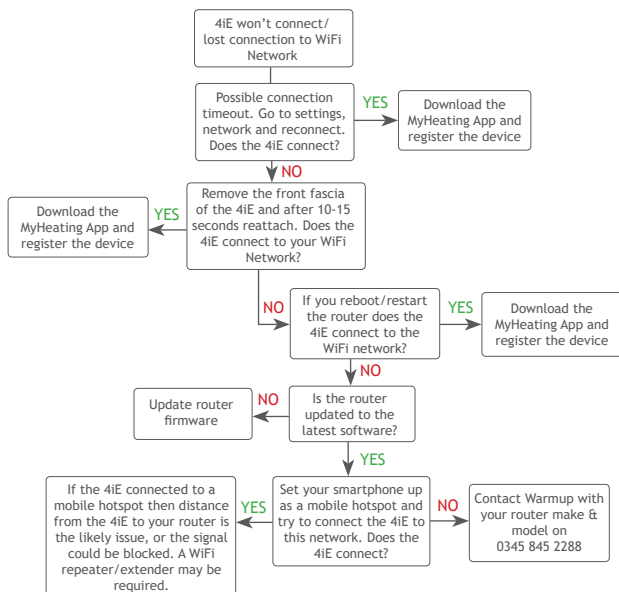 4iE won't connect/
lost connection to WiFi
Network
Possible connection
timeout. Go to settings,
network and reconnect.
Does the 4iE connect?
YES
Download the
MyHeating App and
register the device
NO
Remove the front fascia
of the 4iE and after 10-15
seconds reattach. Does the
4iE connect to your WiFi
Network?
YES
Download the
MyHeating App and
register the device
NO
If you reboot/restart
the router does the
4iE connect to the
WiFi network?
YES
Download the
MyHeating App and
register the device
NO
Is the router
updated to the
latest software?
NO
Update router
firmware
YES
Set your smartphone up
as a mobile hotspot and
try to connect the 4iE to
this network. Does the
4iE connect?
YES
If the 4iE connected to a
mobile hotspot then distance
from the 4iE to your router is
the likely issue, or the signal
could be blocked. A WiFi
repeater/extender may be
required.
NO
Contact Warmup with
your router make &
model on
0345 845 2288